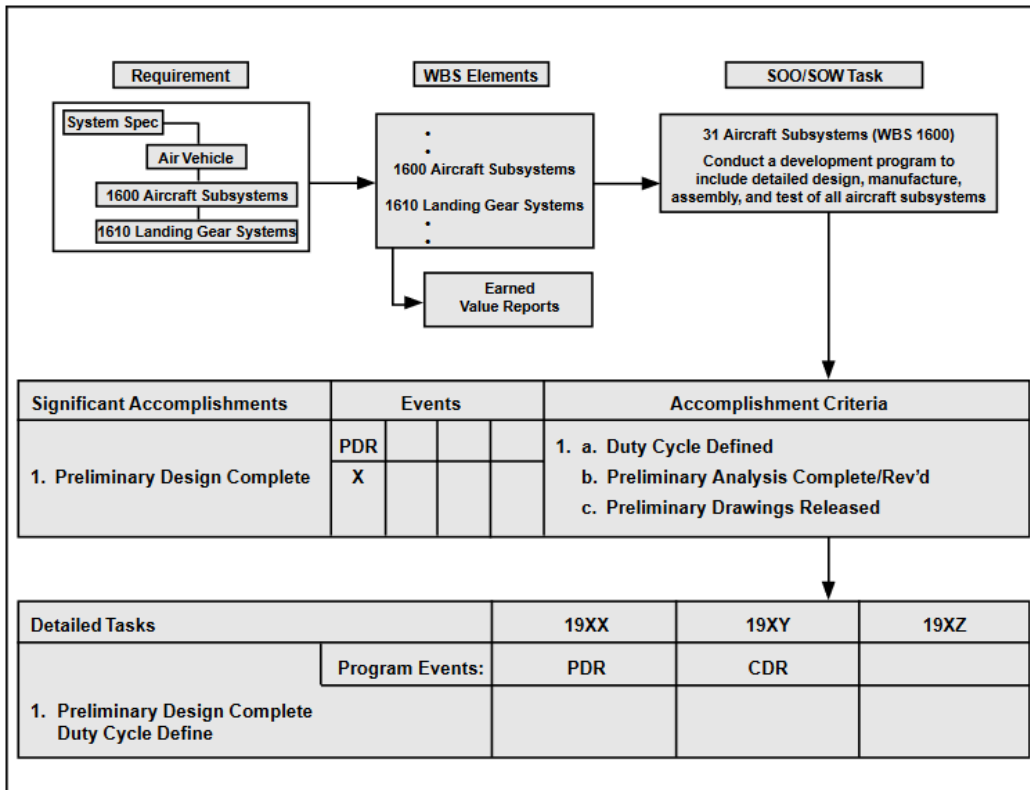 Requirement
WBS Elements
SOO/SOW Task
System Spec
Air Vehicle
1600 Aircraft Subsystems
1610 Landing Gear Systems
•
•
1600 Aircraft Subsystems
1610 Landing Gear Systems
•
•
Earned
Value Reports
31 Aircraft Subsystems (WBS 1600)
Conduct a development program to
include detailed design, manufacture,
assembly, and test of all aircraft subsystems
Significant Accomplishments
Events
Accomplishment Criteria
PDR
1. Preliminary Design Complete
X
1. a. Duty Cycle Defined
b. Preliminary Analysis Complete/Rev'd
c. Preliminary Drawings Released
Detailed Tasks
19XX
19XY
19XZ
Program Events:
PDR
CDR
1. Preliminary Design Complete
Duty Cycle Define